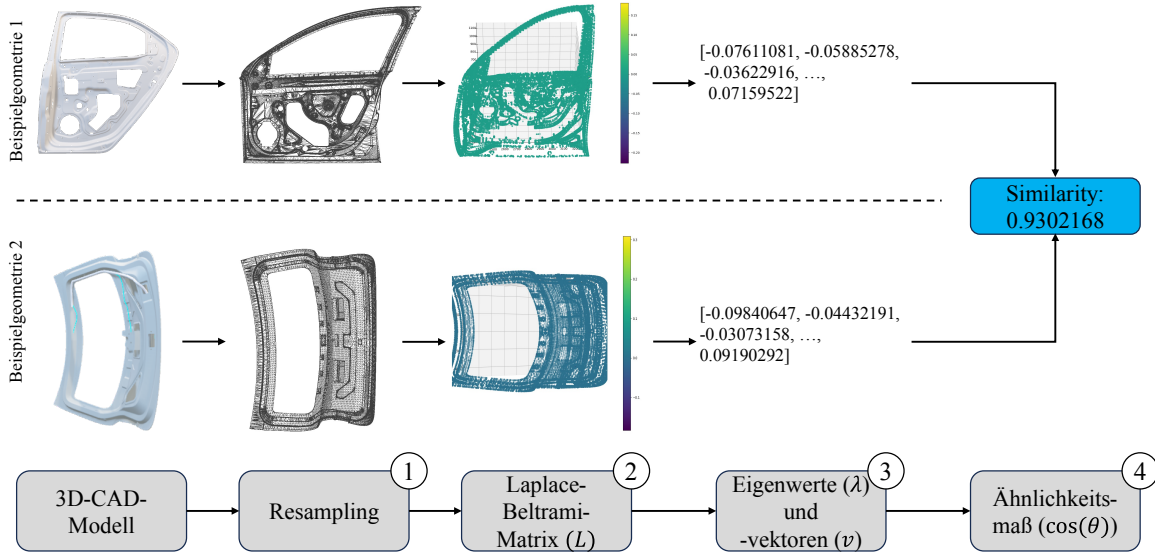 Beispielgeometrie 1
[-0.07611081, -0.05885278,
-0.03622916, …,
0.07159522]
Similarity:
0.9302168
Beispielgeometrie 2
[-0.09840647, -0.04432191,
-0.03073158, …,
0.09190292]
3D-CAD-
Modell
1
Resampling
2
Laplace-
Beltrami-
Matrix (L)
3
Eigenwerte (λ)
und
-vektoren (v)
4
Ähnlichkeits-
maß (cos(θ))